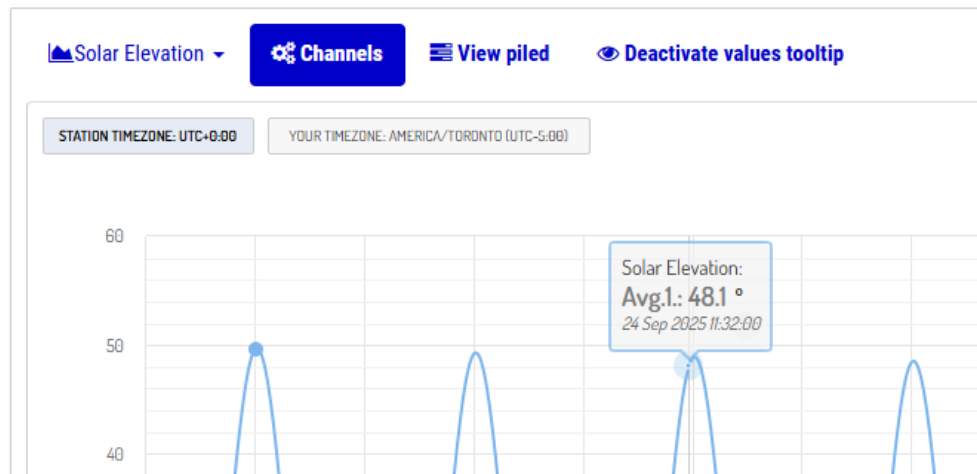 Solar Elevation Channels View piled Deactivate values tooltip
STATION TIMEZONE: UTC+0:00 YOUR TIMEZONE: AMERICA/TORONTO (UTC-5:00)
60
Solar Elevation:
Avg.1.: 48.1 º
24 Sep 2025 11:32:00
50
40